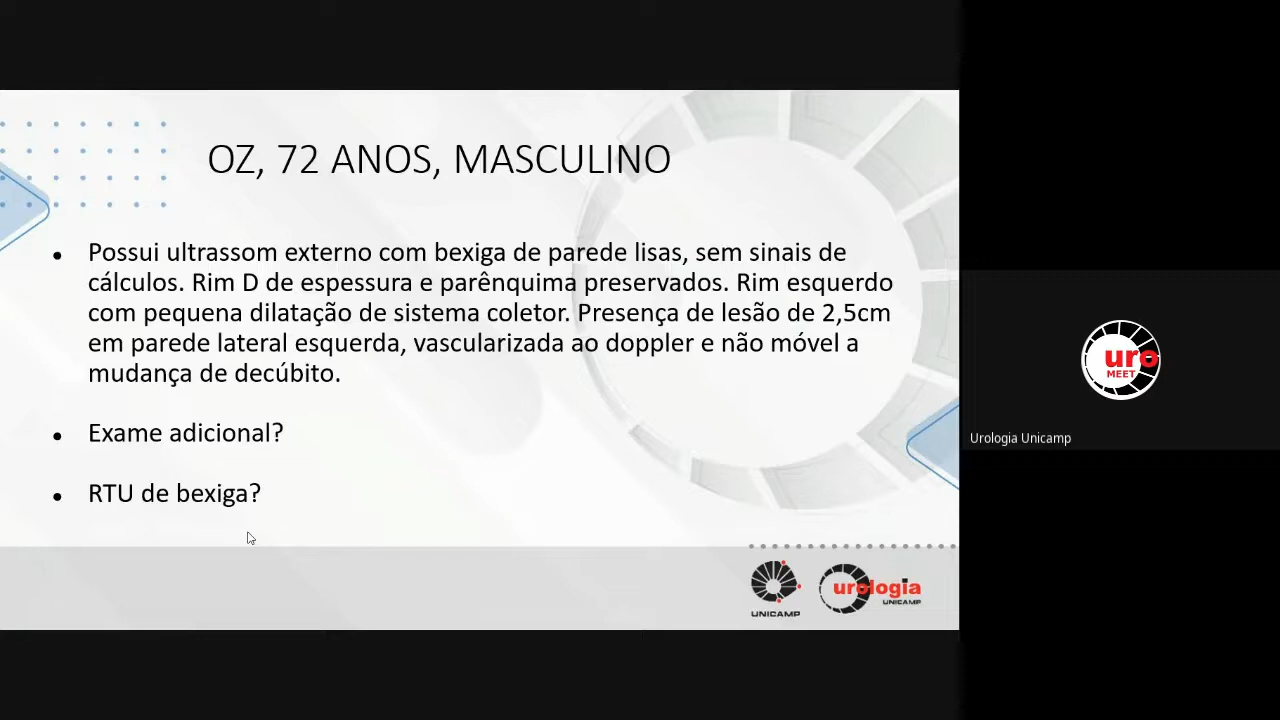 OZ, 72 ANOS, MASCULINO
• Possui ultrassom externo com bexiga de parede lisas, sem sinais de
cálculos. Rim D de espessura e parênquima preservados. Rim esquerdo
com pequena dilatação de sistema coletor. Presença de lesão de 2,5cm
em parede lateral esquerda, vascularizada ao doppler e não móvel a
mudança de decúbito.
• Exame adicional?
• RTU de bexiga?
UNICAMP
urologia
UNICAMP
uro
MEET
Urologia Unicamp